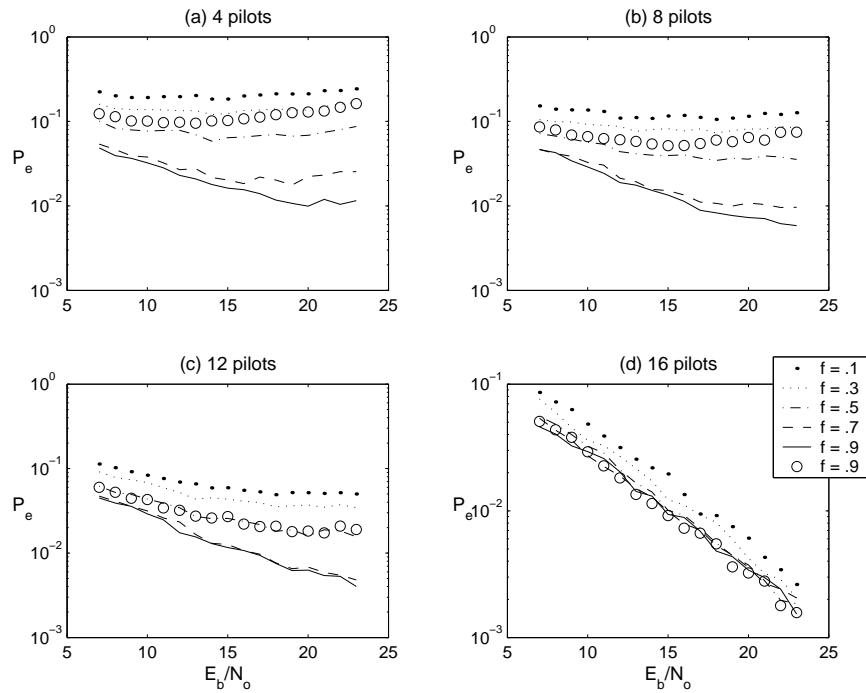 (a) 4 pilots
10^0
10^-1
10^-2
10^-3
P_e
5 10 15 20 25
(b) 8 pilots
10^0
10^-1
10^-2
10^-3
P_e
5 10 15 20 25
(c) 12 pilots
10^0
10^-1
10^-2
10^-3
P_e
5 10 15 20 25
E_b/N_o
(d) 16 pilots
10^-1
10^-2
10^-3
P_e
5 10 15 20 25
E_b/N_o
f = .1
f = .3
f = .5
f = .7
f = .9
f = .9